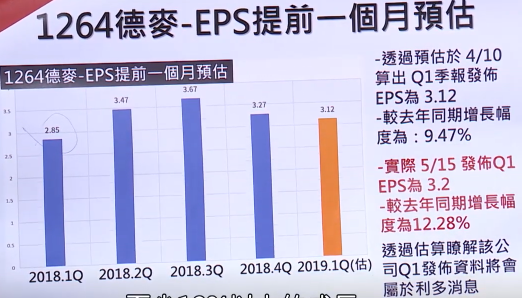 1264德麥-EPS提前一個月預估
1264德麥-EPS提前一個月預估
3.5
3
2.5
2
1.5
1
0.5
0
2.85
3.47
3.67
3.27
3.12
2018.1Q
2018.2Q
2018.3Q
2018.4Q
2019.1Q(估)
-透過預估於 4/10
算出 Q1季報發佈
EPS為 3.12
-較去年同期增長幅
度為：9.47%
-實際 5/15 發佈Q1
EPS為 3.2
-較去年同期增長幅
度為12.28%
透過估算瞭解該公
司Q1發佈資料將會
屬於利多消息